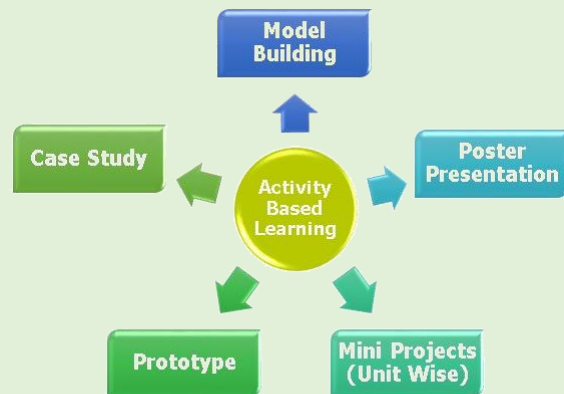 Model
Building
Case Study
Poster
Presentation
Activity
Based
Learning
Prototype
Mini Projects
(Unit Wise)